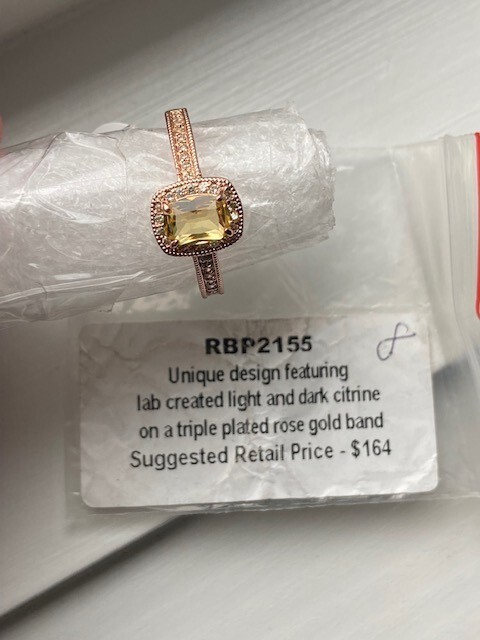 RBP2155
8
Unique design featuring
lab created light and dark citrine
on a triple plated rose gold band
Suggested Retail Price - $164